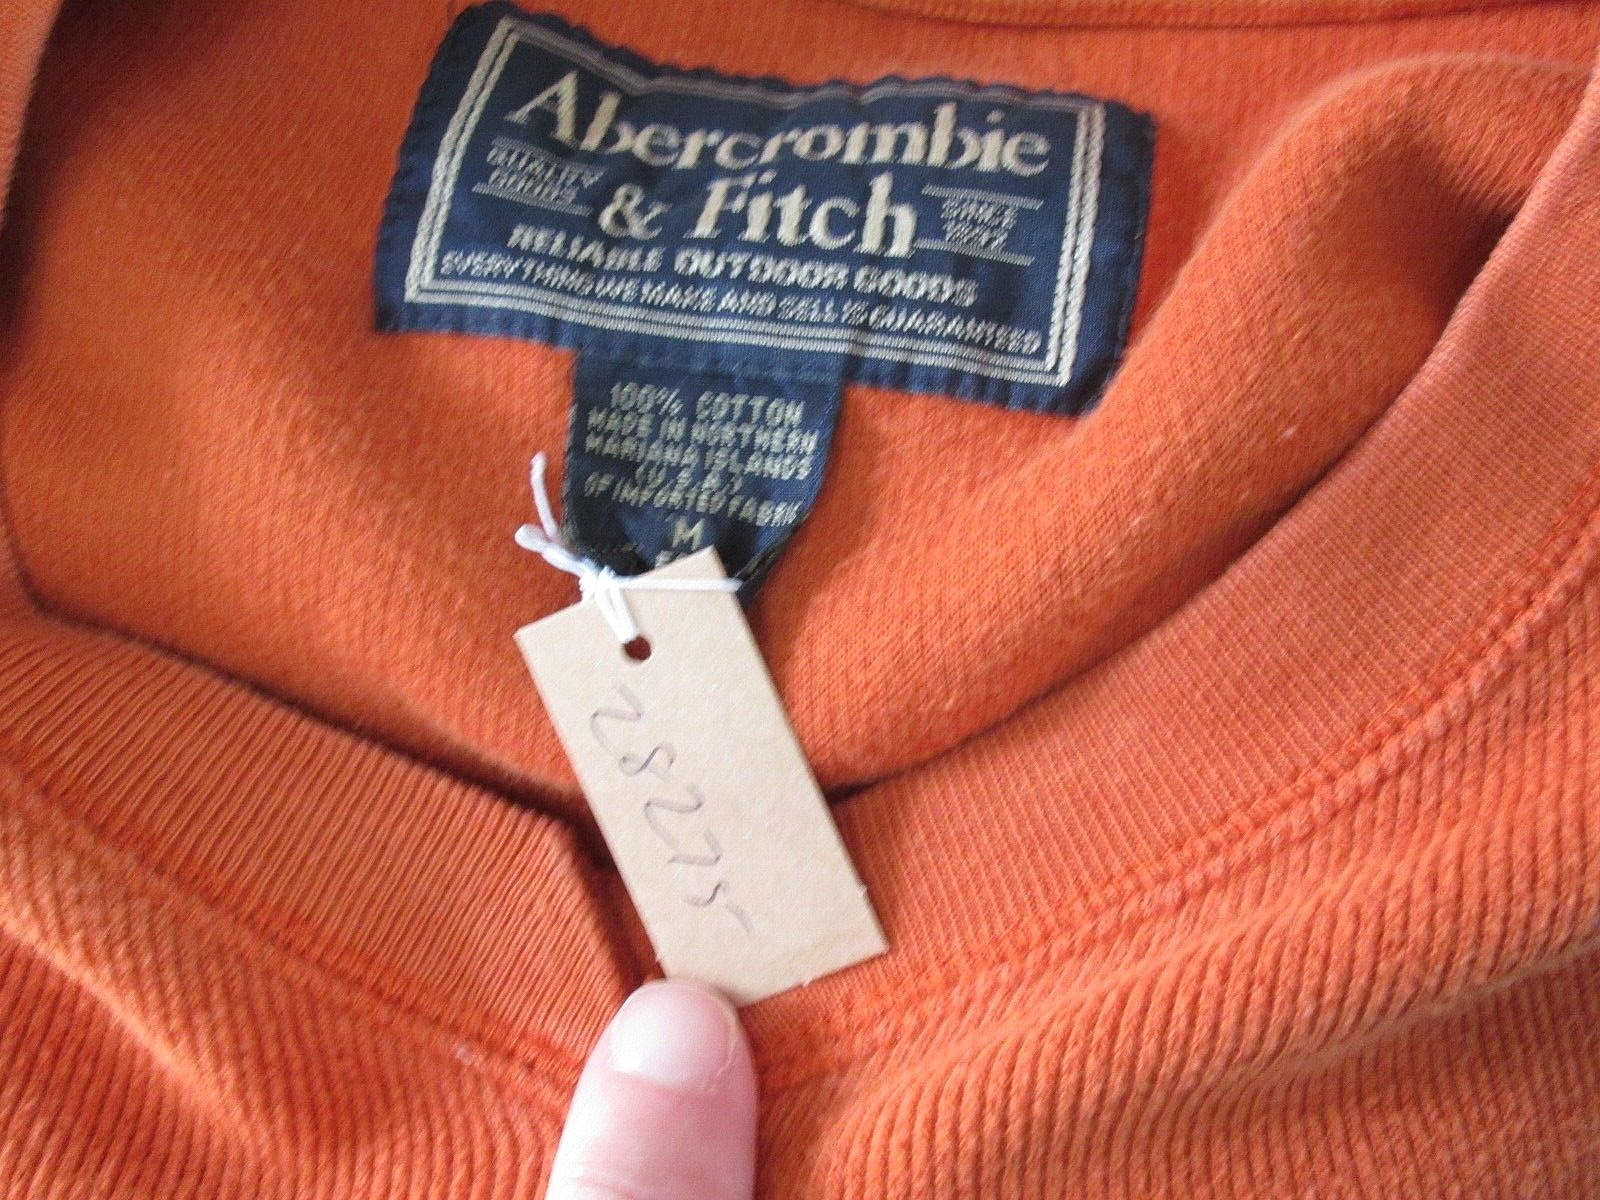 Abercrombie
& Fitch
QUALITY
GOODS
SINCE
1892
RELIABLE OUTDOOR GOODS
EVERYTHING WE MAKE AND SELL IS GUARANTEED
100% COTTON
MADE IN NORTHERN
MARIANA ISLANDS
(U.S.A.)
OF IMPORTED FABRIC
M
28275